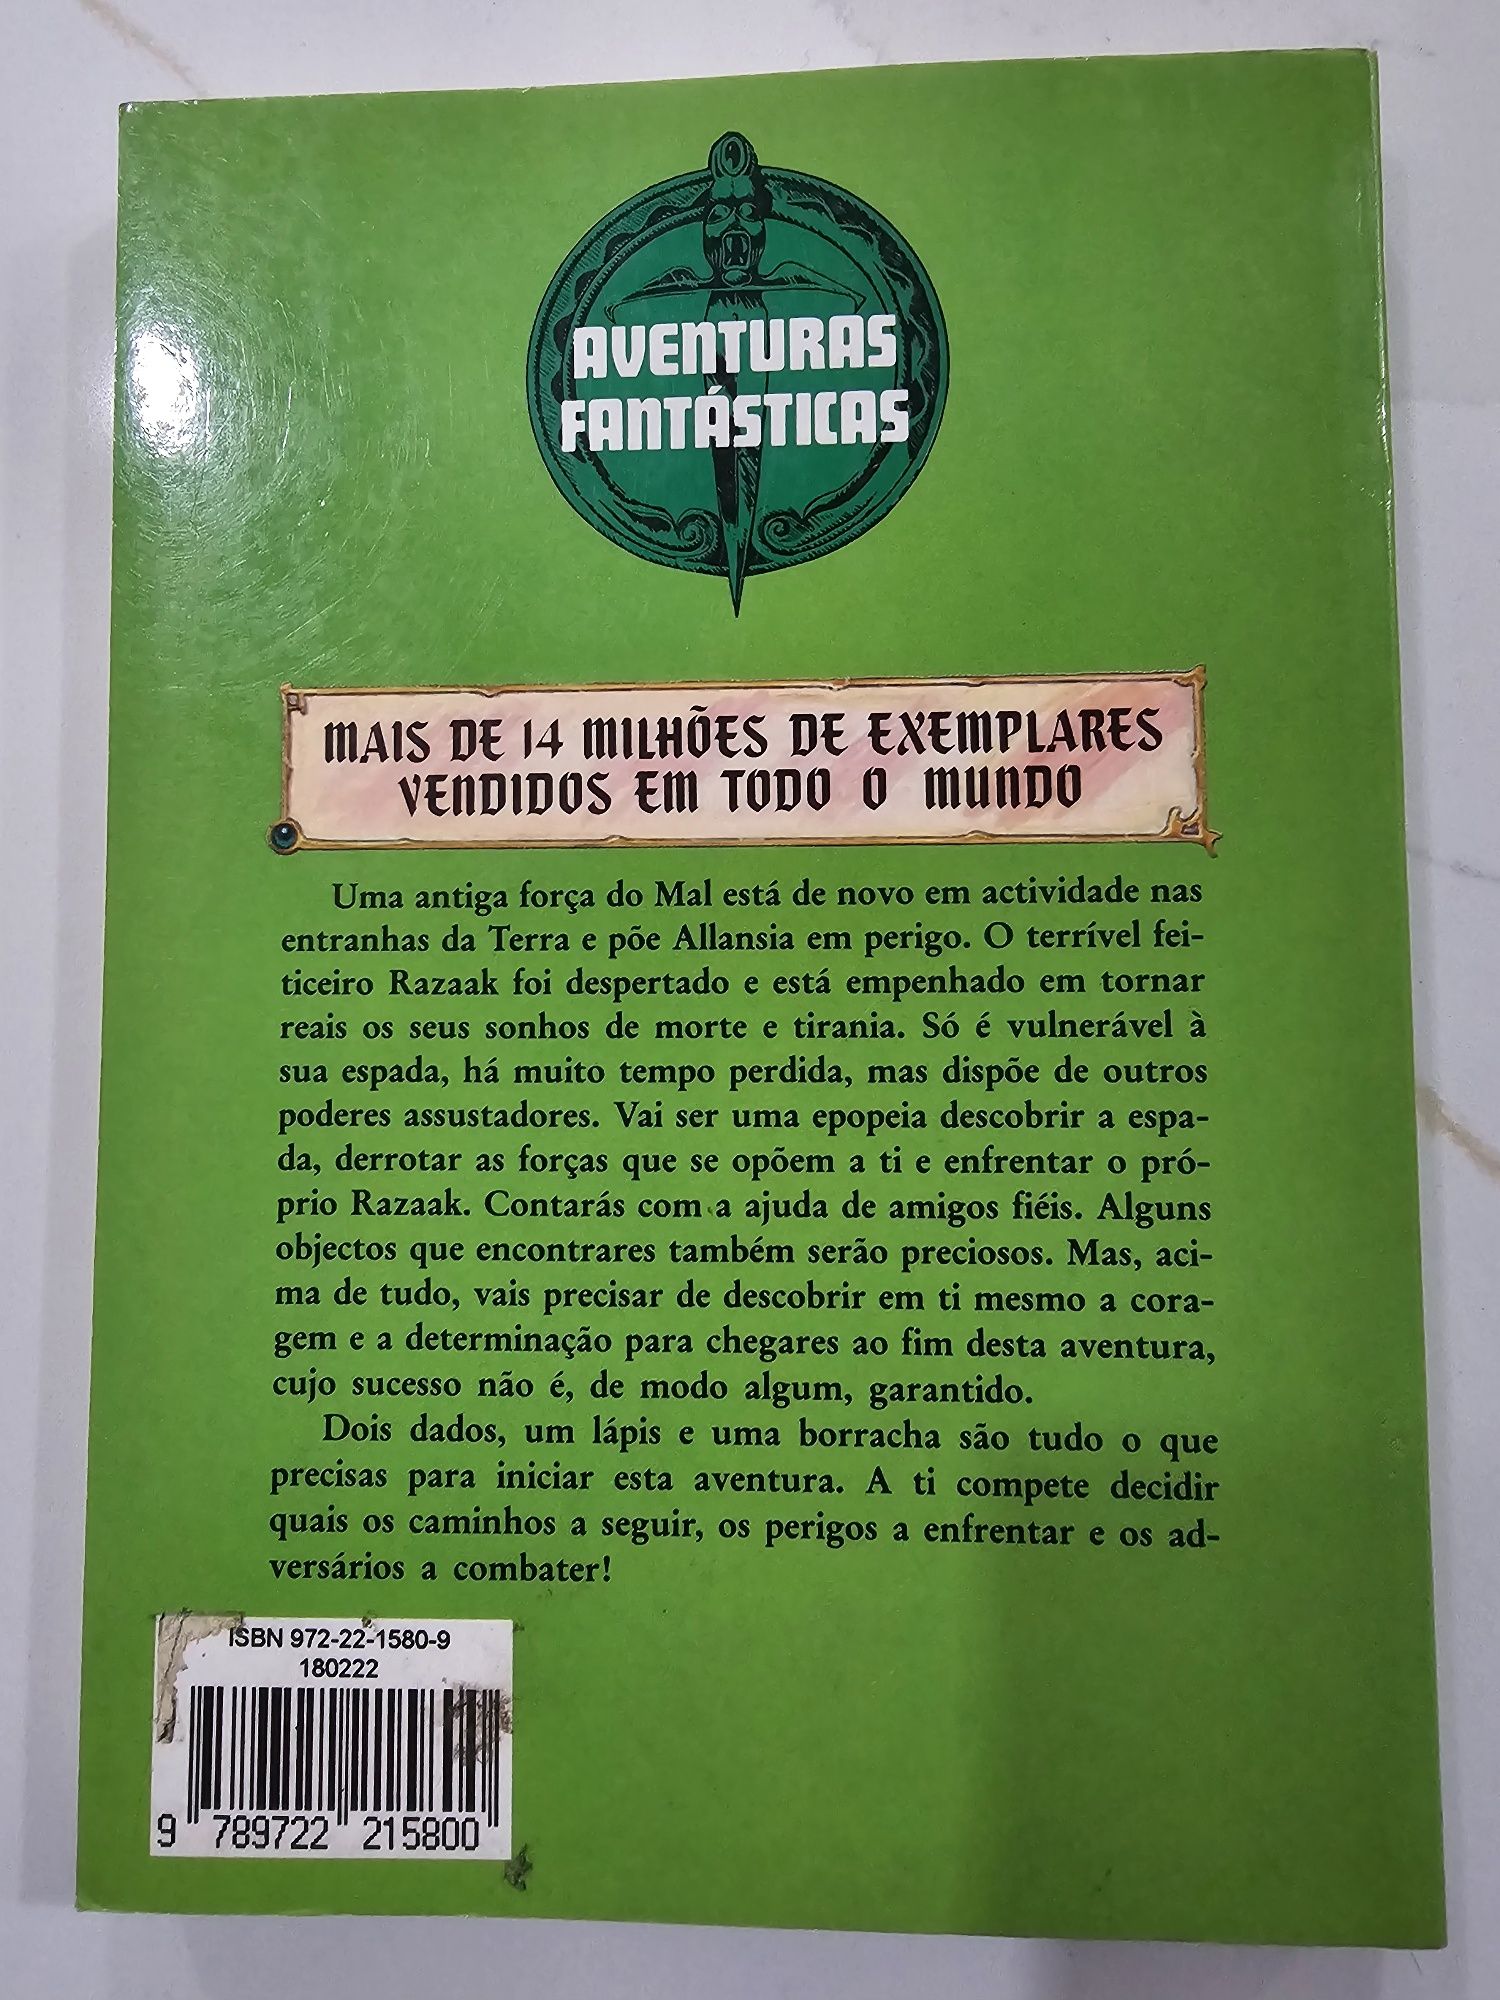 AVENTURAS
FANTÁSTICAS
MAIS DE 14 MILHÕES DE EXEMPLARES
VENDIDOS EM TODO O MUNDO
Uma antiga força do Mal está de novo em actividade nas
entranhas da Terra e põe Allansia em perigo. O terrível fei-
ticeiro Razaak foi despertado e está empenhado em tornar
reais os seus sonhos de morte e tirania. Só é vulnerável à
sua espada, há muito tempo perdida, mas dispõe de outros
poderes assustadores. Vai ser uma epopeia descobrir a espa-
da, derrotar as forças que se opõem a ti e enfrentar o pró-
prio Razaak. Contarás com a ajuda de amigos fiéis. Alguns
objectos que encontrares também serão preciosos. Mas, aci-
ma de tudo, vais precisar de descobrir em ti mesmo a cora-
gem e a determinação para chegares ao fim desta aventura,
cujo sucesso não é, de modo algum, garantido.
Dois dados, um lápis e uma borracha são tudo o que
precisas para iniciar esta aventura. A ti compete decidir
quais os caminhos a seguir, os perigos a enfrentar e os ad-
versários a combater!
ISBN 972-22-1580-9
180222
9 789722 215800